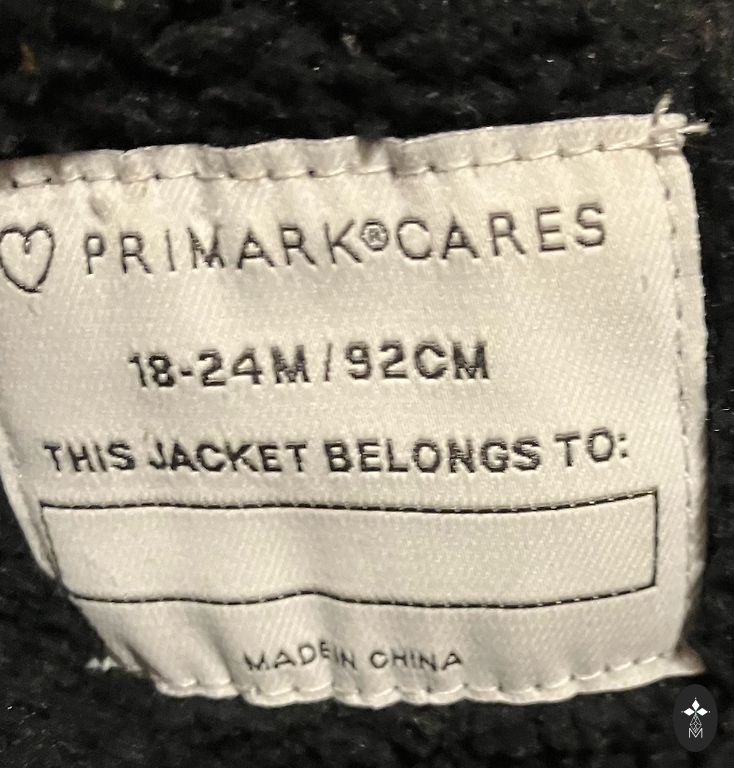 PRIMARK®CARES
18-24M/92CM
THIS JACKET BELONGS TO:
MADE IN CHINA
M